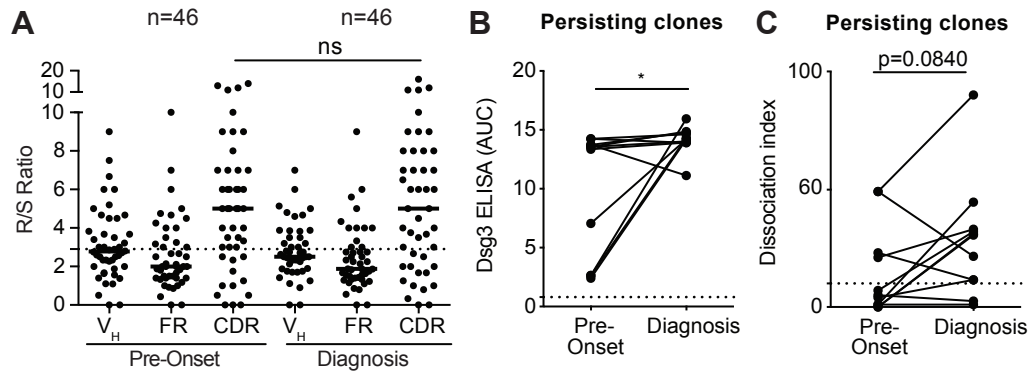 A
n=46
n=46
ns
R/S Ratio
20
10
10
8
6
4
2
0
VH
FR
CDR
VH
FR
CDR
Pre-Onset
Diagnosis
B
Persisting clones
*
Dsg3 ELISA (AUC)
20
15
10
5
0
Pre-
Onset
Diagnosis
C
Persisting clones
p=0.0840
Dissociation index
100
60
0
Pre-
Onset
Diagnosis